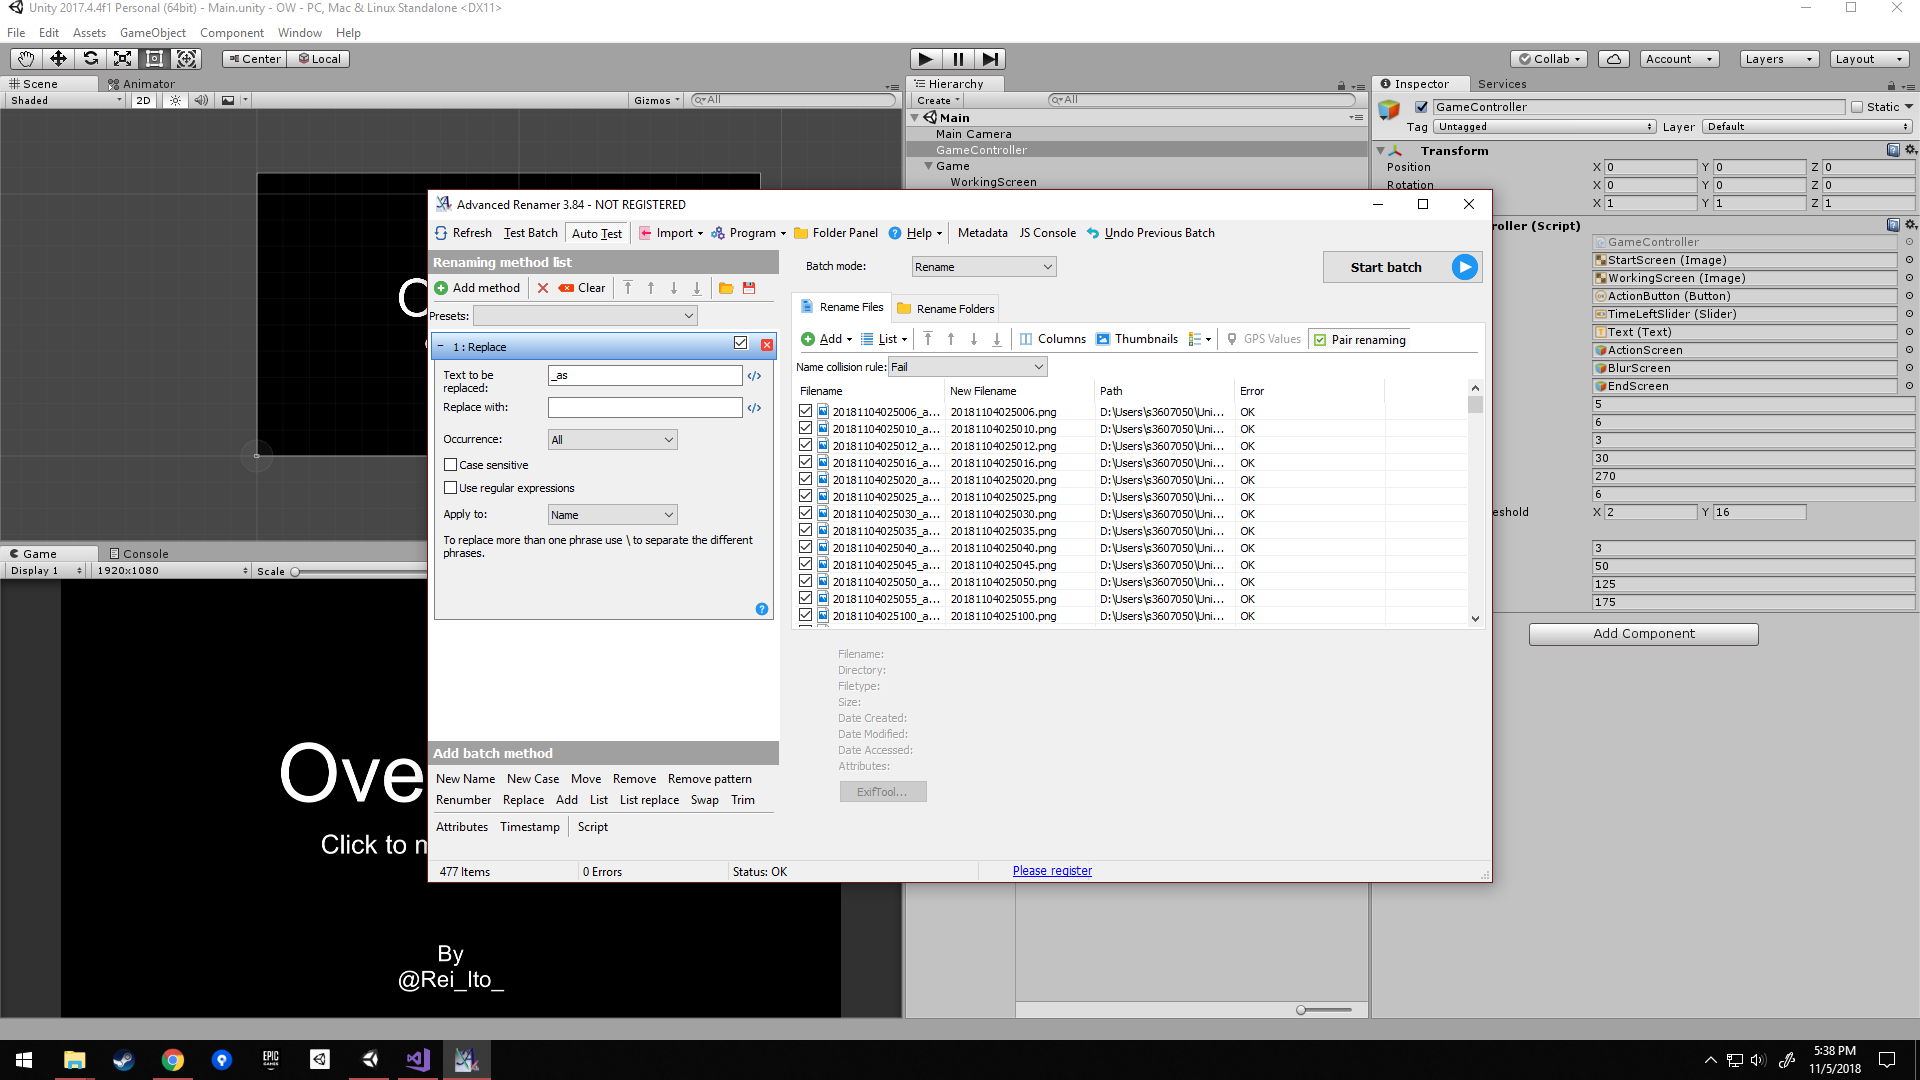 Unity 2017.4.4f1 Personal (64bit) - Main.unity - OW - PC, Mac & Linux Standalone <DX11>
File Edit Assets GameObject Component Window Help
Center Local
Collab Account Layers Layout
Scene Animator
Shaded 2D Gizmos All
Hierarchy
Create All
Main
Main Camera
GameController
Game
WorkingScreen
Inspector Services
GameController Static
Tag Untagged Layer Default
Transform
Position X 0 Y 0 Z 0
Rotation X 0 Y 0 Z 0
X 1 Y 1 Z 1
roller (Script)
GameController
StartScreen (Image)
WorkingScreen (Image)
ActionButton (Button)
TimeLeftSlider (Slider)
Text (Text)
ActionScreen
BlurScreen
EndScreen
5
6
3
30
270
6
eshold X 2 Y 16
3
50
125
175
Add Component
Advanced Renamer 3.84 - NOT REGISTERED
Refresh Test Batch Auto Test Import Program Folder Panel Help Metadata JS Console Undo Previous Batch
Renaming method list
Add method Clear
Presets:
1 : Replace
Text to be replaced: _as
Replace with:
Occurrence: All
Case sensitive
Use regular expressions
Apply to: Name
To replace more than one phrase use \ to separate the different
phrases.
Batch mode: Rename Start batch
Rename Files Rename Folders
Add List Columns Thumbnails GPS Values Pair renaming
Name collision rule: Fail
Filename New Filename Path Error
20181104025006_a... 20181104025006.png D:\Users\s3607050\Uni... OK
20181104025010_a... 20181104025010.png D:\Users\s3607050\Uni... OK
20181104025012_a... 20181104025012.png D:\Users\s3607050\Uni... OK
20181104025016_a... 20181104025016.png D:\Users\s3607050\Uni... OK
20181104025020_a... 20181104025020.png D:\Users\s3607050\Uni... OK
20181104025025_a... 20181104025025.png D:\Users\s3607050\Uni... OK
20181104025030_a... 20181104025030.png D:\Users\s3607050\Uni... OK
20181104025035_a... 20181104025035.png D:\Users\s3607050\Uni... OK
20181104025040_a... 20181104025040.png D:\Users\s3607050\Uni... OK
20181104025045_a... 20181104025045.png D:\Users\s3607050\Uni... OK
20181104025050_a... 20181104025050.png D:\Users\s3607050\Uni... OK
20181104025055_a... 20181104025055.png D:\Users\s3607050\Uni... OK
20181104025100_a... 20181104025100.png D:\Users\s3607050\Uni... OK
Filename:
Directory:
Filetype:
Size:
Date Created:
Date Modified:
Date Accessed:
Attributes:
ExifTool...
Add batch method
New Name New Case Move Remove Remove pattern
Renumber Replace Add List List replace Swap Trim
Attributes Timestamp Script
477 Items 0 Errors Status: OK Please register
Game Console
Display 1 1920x1080 Scale
Ove
Click to
By
@Rei_Ito_
EPIC GAMES
5:38 PM
11/5/2018